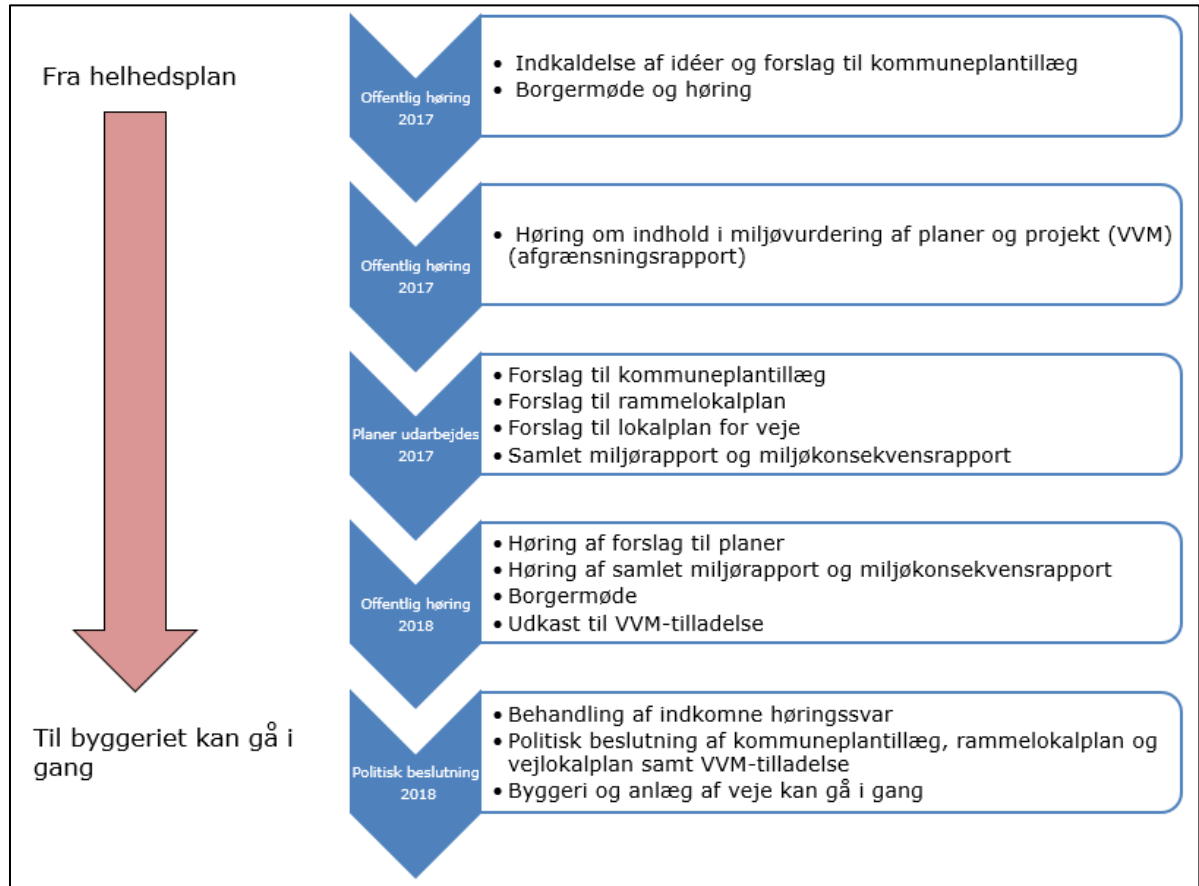 Fra helhedsplan
Offentlig høring
2017
• Indkaldelse af idéer og forslag til kommuneplantillæg
• Borgermøde og høring
Offentlig høring
2017
• Høring om indhold i miljøvurdering af planer og projekt (VVM)
(afgrænsningsrapport)
Planer udarbejdes
2017
• Forslag til kommuneplantillæg
• Forslag til rammelokalplan
• Forslag til lokalplan for veje
• Samlet miljørapport og miljøkonsekvensrapport
Offentlig høring
2018
• Høring af forslag til planer
• Høring af samlet miljørapport og miljøkonsekvensrapport
• Borgermøde
• Udkast til VVM-tilladelse
Til byggeriet kan gå i
gang
Politisk beslutning
2018
• Behandling af indkomne høringssvar
• Politisk beslutning af kommuneplantillæg, rammelokalplan og
vejlokalplan samt VVM-tilladelse
• Byggeri og anlæg af veje kan gå i gang